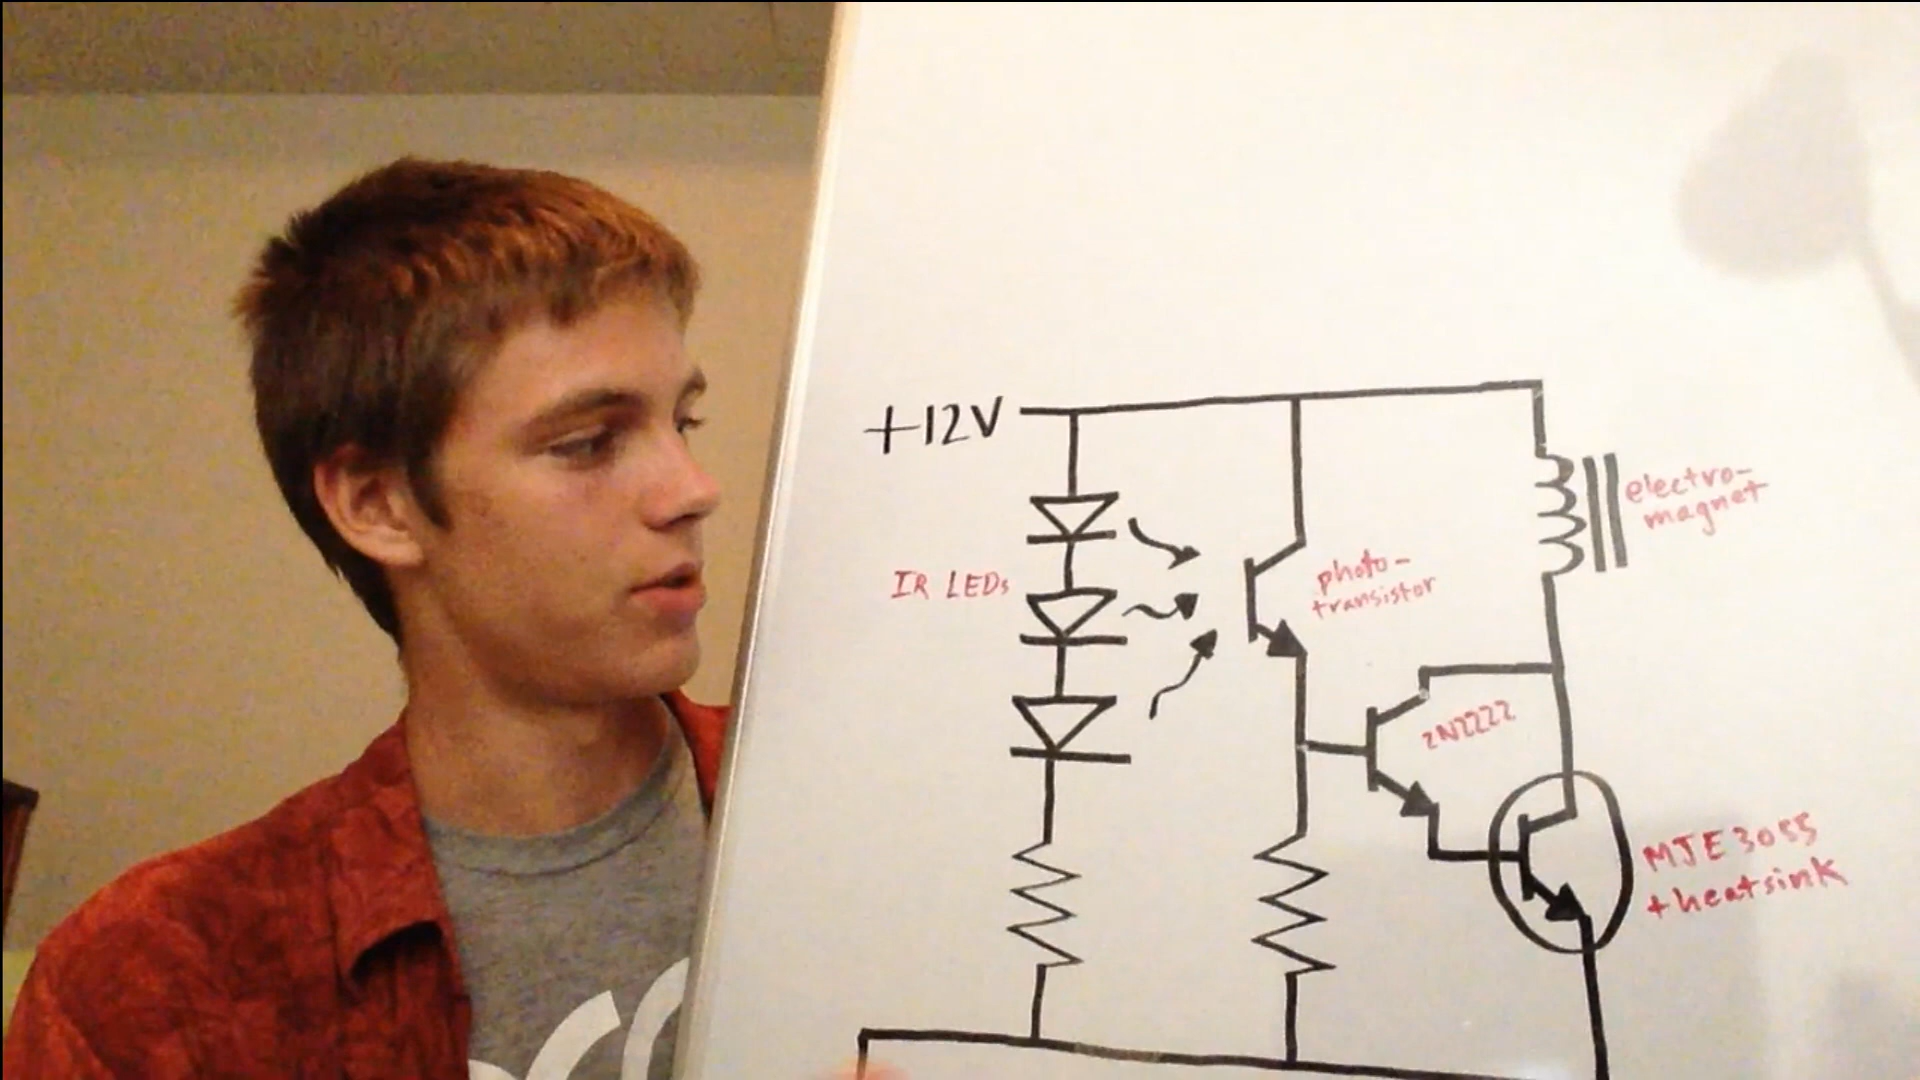 +12V
electro-
magnet
IR LEDs
photo-
transistor
2N2222
MJE3055
+heatsink